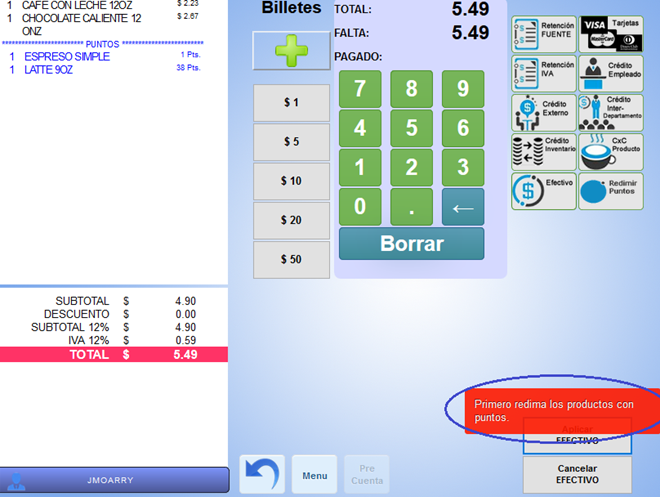 1 CAFE CON LECHE 12OZ $ 2.23
1 CHOCOLATE CALIENTE 12 $ 2.67
ONZ
************************ PUNTOS ************************
1 ESPRESO SIMPLE 1 Pts.
1 LATTE 9OZ 38 Pts.
SUBTOTAL $ 4.90
DESCUENTO $ 0.00
SUBTOTAL 12% $ 4.90
IVA 12% $ 0.59
TOTAL $ 5.49
JMOARRY
Billetes
$ 1
$ 5
$ 10
$ 20
$ 50
TOTAL: 5.49
FALTA: 5.49
PAGADO:
7 8 9
4 5 6
1 2 3
0 . ←
Borrar
Retención
FUENTE
VISA Tarjetas
MasterCard
Retención
IVA
Crédito
Empleado
Crédito
Externo
Crédito
Inter-
Departamento
Crédito
Inventario
CxC
Producto
Efectivo
Redimir
Puntos
Primero redima los productos con
puntos.
Aplicar
EFECTIVO
Cancelar
EFECTIVO
Menu
Pre
Cuenta